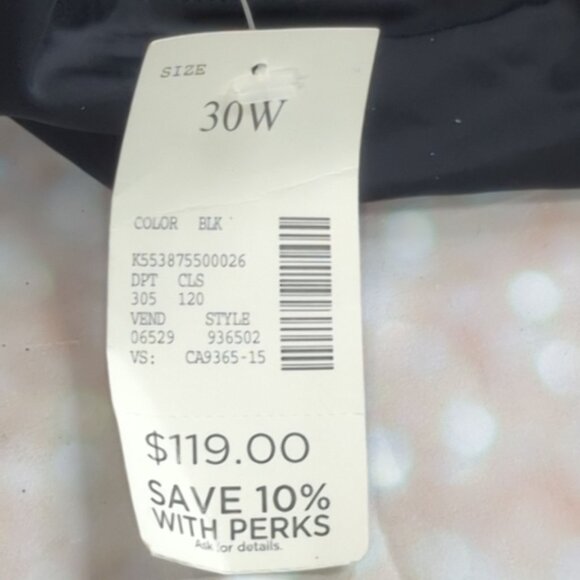 SIZE
30W
COLOR BLK
K553875500026
DPT CLS
305 120
VEND STYLE
06529 936502
VS: CA9365-15
$119.00
SAVE 10%
WITH PERKS
Ask for details.